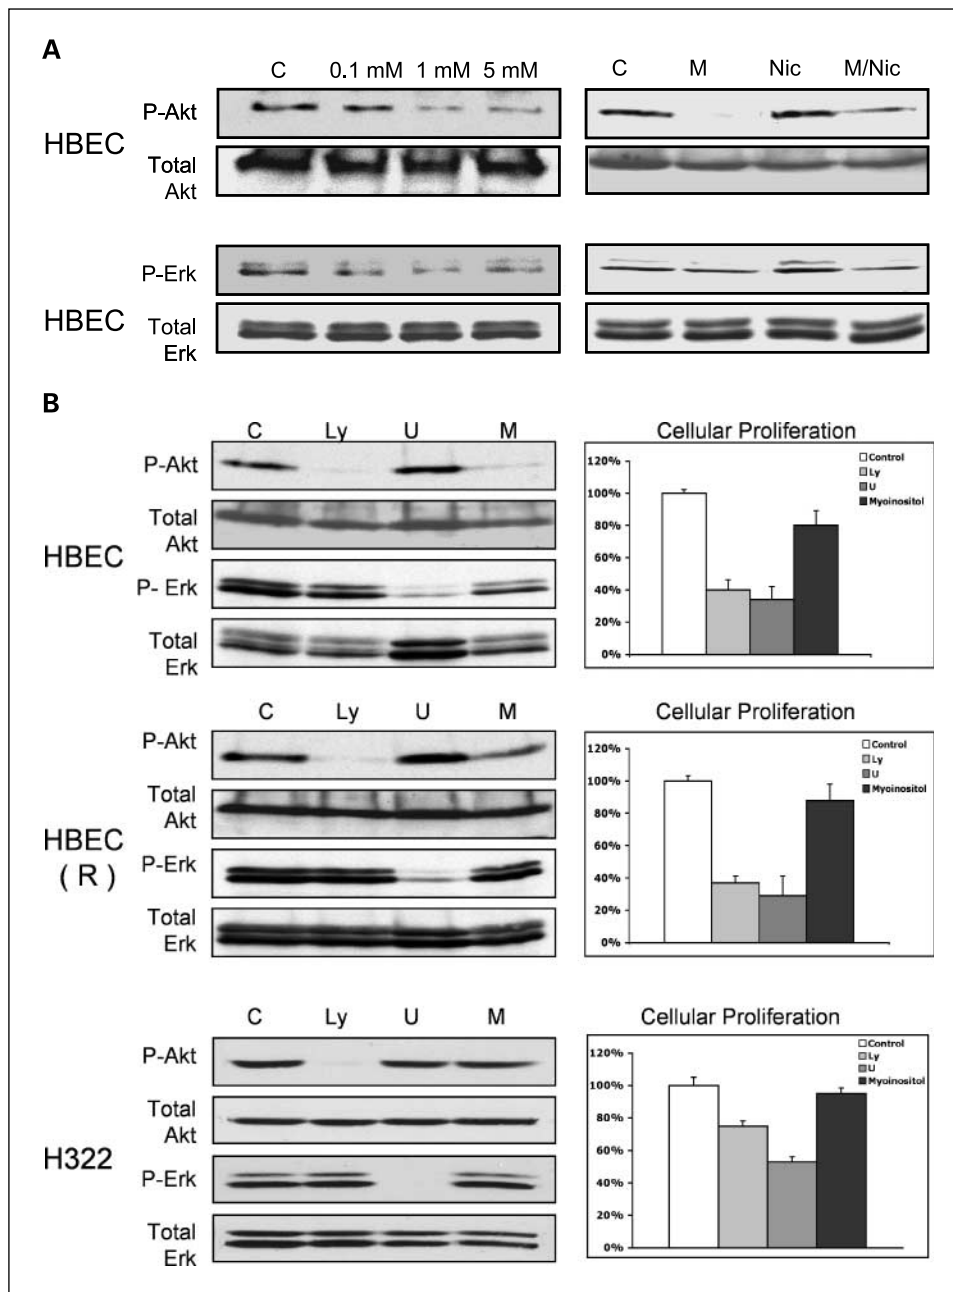 A
C 0.1 mM 1 mM 5 mM
C M Nic M/Nic
P-Akt
HBEC
Total
Akt
P-Erk
HBEC
Total
Erk
B
C Ly U M
P-Akt
Total
Akt
HBEC
P- Erk
Total
Erk
Cellular Proliferation
120%
100%
80%
60%
40%
20%
0%
Control
Ly
U
Myoinositol
C Ly U M
P-Akt
Total
Akt
HBEC
( R )
P-Erk
Total
Erk
Cellular Proliferation
120%
100%
80%
60%
40%
20%
0%
Control
Ly
U
Myoinositol
C Ly U M
P-Akt
Total
Akt
H322
P-Erk
Total
Erk
Cellular Proliferation
120%
100%
80%
60%
40%
20%
0%
Control
Ly
U
Myoinositol